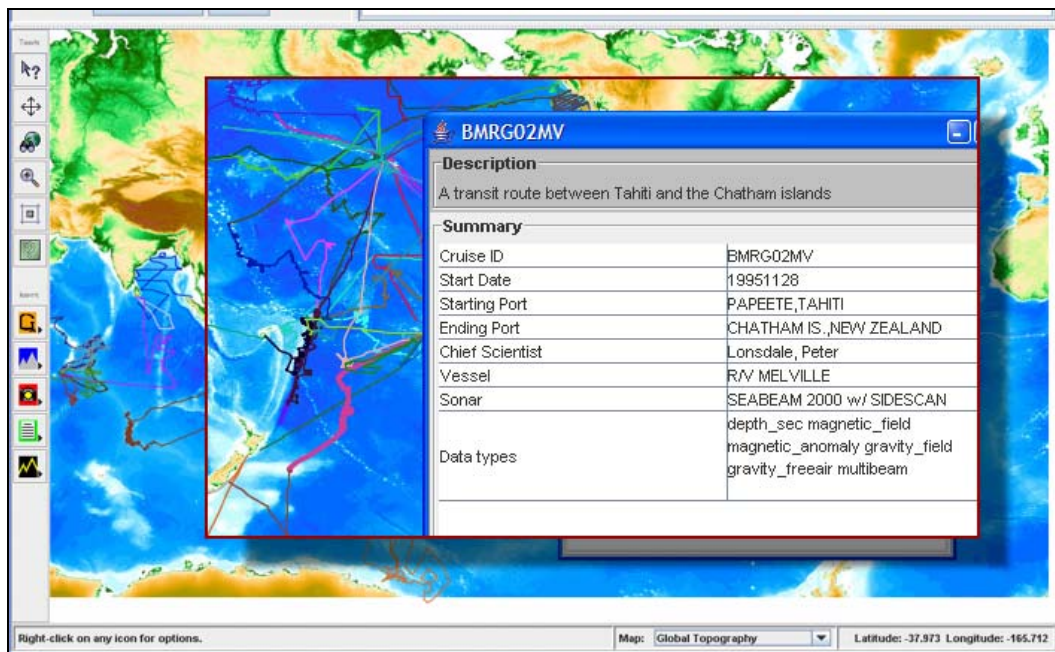 Tools
BMRG02MV
Description
A transit route between Tahiti and the Chatham islands
Summary
Cruise ID BMRG02MV
Start Date 19951128
Starting Port PAPEETE,TAHITI
Ending Port CHATHAM IS.,NEW ZEALAND
Chief Scientist Lonsdale, Peter
Vessel R/V MELVILLE
Sonar SEABEAM 2000 w/ SIDESCAN
Data types depth_sec magnetic_field
magnetic_anomaly gravity_field
gravity_freeair multibeam
Right-click on any icon for options. Map: Global Topography Latitude: -37.973 Longitude: -165.712